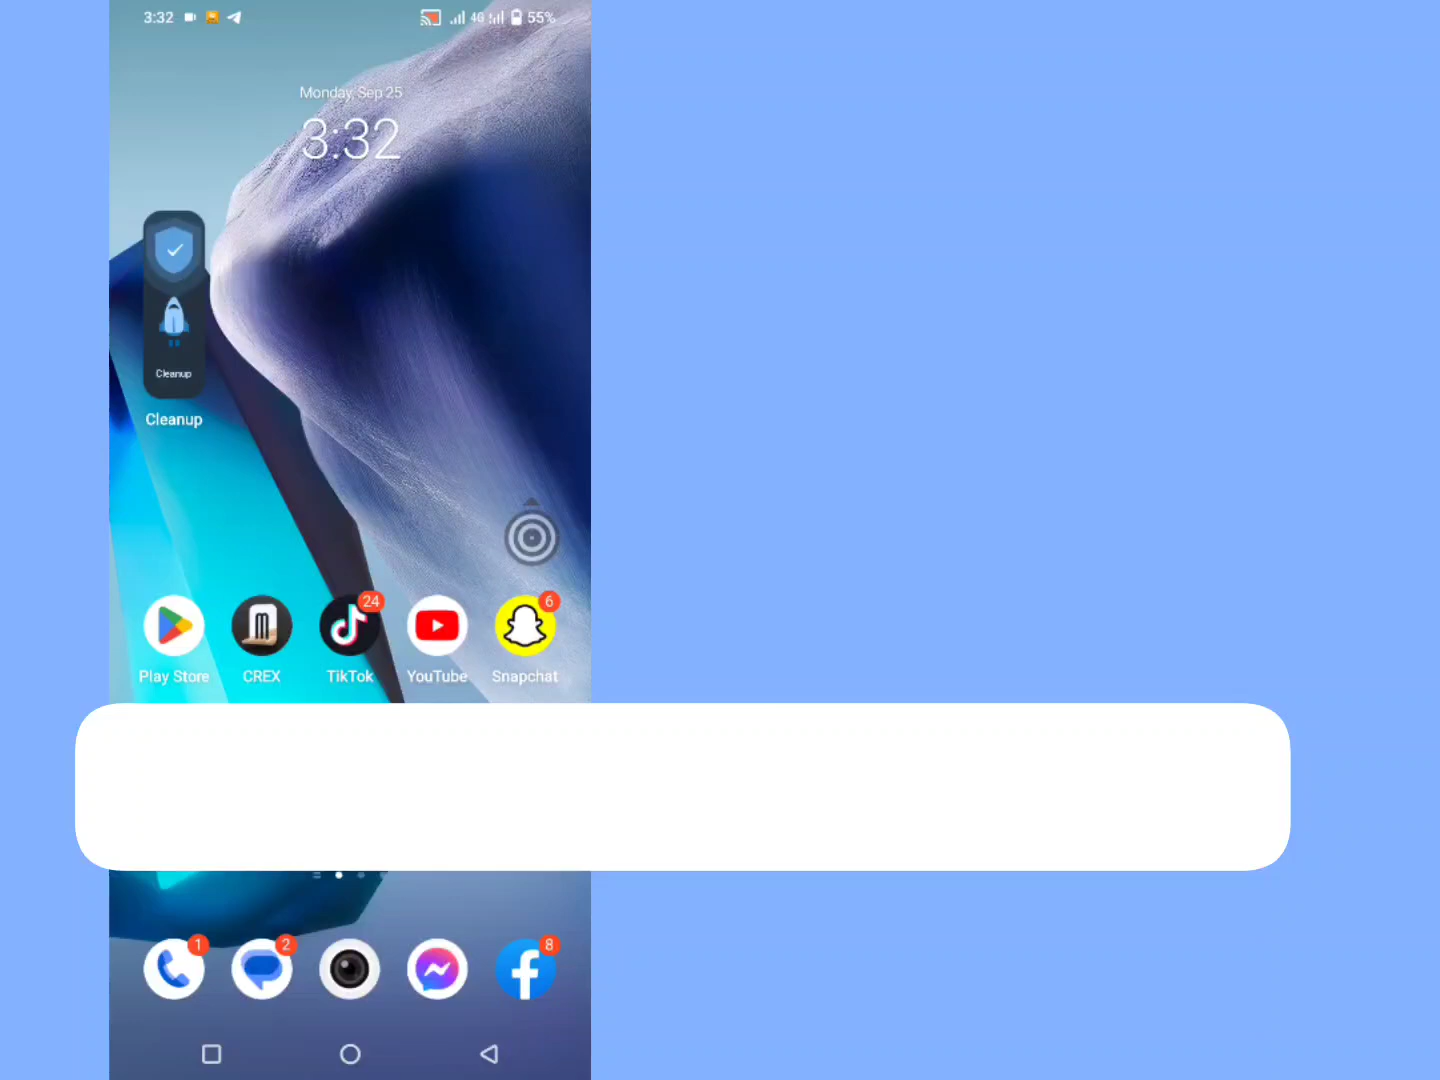 3:32
4G
55%
Monday, Sep 25
3:32
Cleanup
Cleanup
24
6
Play Store
CREX
TikTok
YouTube
Snapchat
1
2
8